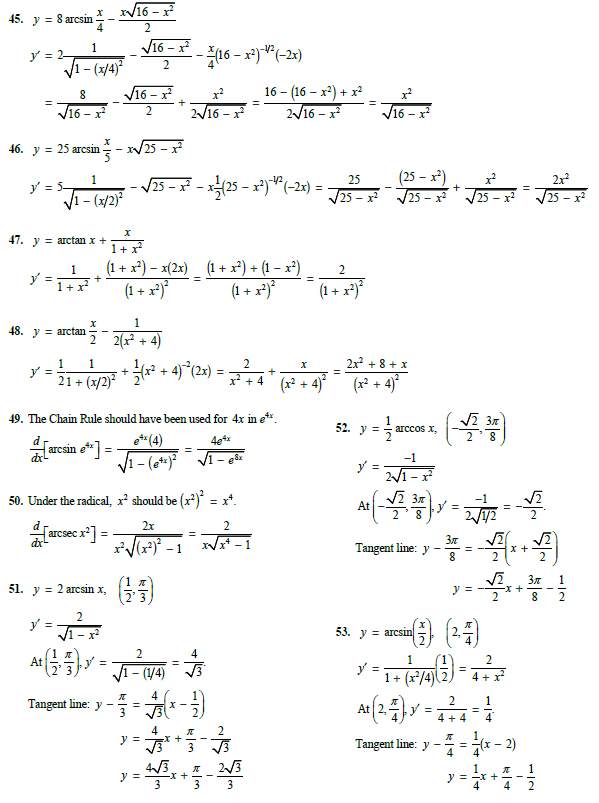 45. y = 8 arcsin x/4 − x√(16 − x²)/2
y′ = 2 1/√(1 − (x/4)²) − √(16 − x²)/2 − x/4(16 − x²)^(−1/2)(−2x)
= 8/√(16 − x²) − √(16 − x²)/2 + x²/(2√(16 − x²)) = (16 − (16 − x²) + x²)/(2√(16 − x²)) = x²/√(16 − x²)
46. y = 25 arcsin x/5 − x√(25 − x²)
y′ = 5 1/√(1 − (x/2)²) − √(25 − x²) − x 1/2(25 − x²)^(−1/2)(−2x) = 25/√(25 − x²) − (25 − x²)/√(25 − x²) + x²/√(25 − x²) = 2x²/√(25 − x²)
47. y = arctan x + x/(1 + x²)
y′ = 1/(1 + x²) + ((1 + x²) − x(2x))/(1 + x²)² = ((1 + x²) + (1 − x²))/(1 + x²)² = 2/(1 + x²)²
48. y = arctan x/2 − 1/(2(x² + 4))
y′ = 1/2 1/(1 + (x/2)²) + 1/2(x² + 4)^(−2)(2x) = 2/(x² + 4) + x/(x² + 4)² = (2x² + 8 + x)/(x² + 4)²
49. The Chain Rule should have been used for 4x in e^(4x).
d/dx[arcsin e^(4x)] = e^(4x)(4)/√(1 − (e^(4x))²) = 4e^(4x)/√(1 − e^(8x))
50. Under the radical, x² should be (x²)² = x⁴.
d/dx[arcsec x²] = 2x/(x²√((x²)² − 1)) = 2/(x√(x⁴ − 1))
51. y = 2 arcsin x, (1/2, π/3)
y′ = 2/√(1 − x²)
At (1/2, π/3), y′ = 2/√(1 − (1/4)) = 4/√3.
Tangent line: y − π/3 = 4/√3(x − 1/2)
y = 4/√3 x + π/3 − 2/√3
y = 4√3/3 x + π/3 − 2√3/3
52. y = 1/2 arccos x, (−√2/2, 3π/8)
y′ = −1/(2√(1 − x²))
At (−√2/2, 3π/8), y′ = −1/(2√(1/2)) = −√2/2.
Tangent line: y − 3π/8 = −√2/2(x + √2/2)
y = −√2/2 x + 3π/8 − 1/2
53. y = arcsin(x/2), (2, π/4)
y′ = 1/(1 + (x²/4))(1/2) = 2/(4 + x²)
At (2, π/4), y′ = 2/(4 + 4) = 1/4.
Tangent line: y − π/4 = 1/4(x − 2)
y = 1/4 x + π/4 − 1/2